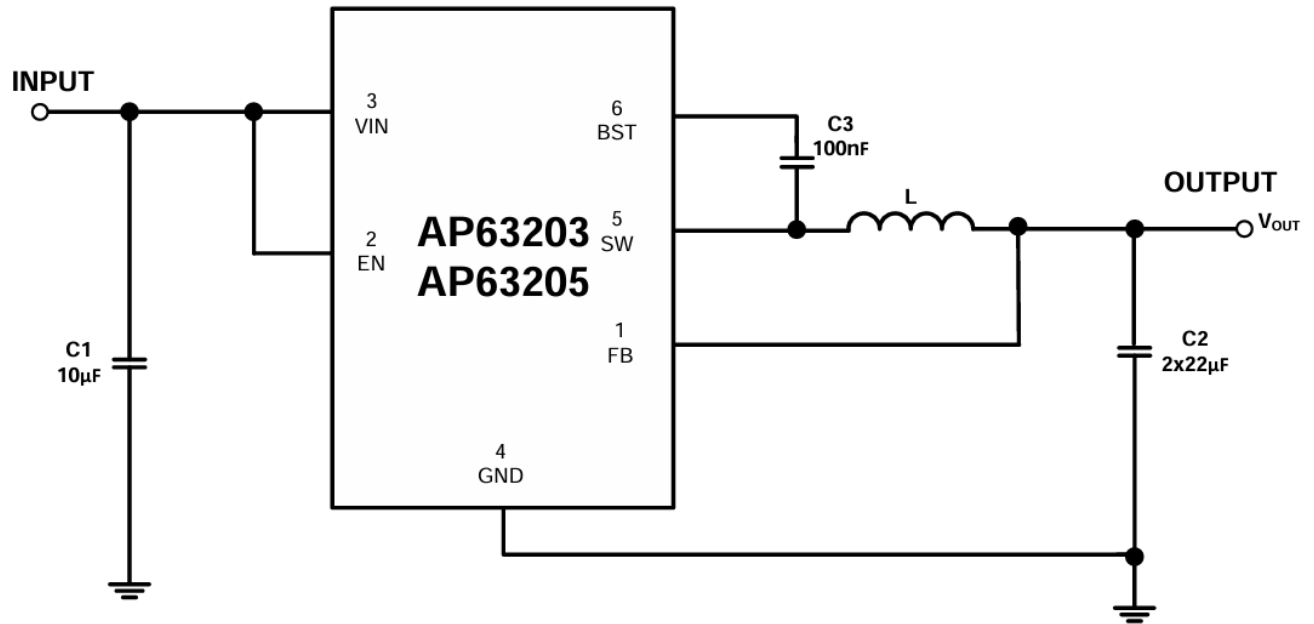 INPUT
3
VIN
2
EN
C1
10µF
AP63203
AP63205
4
GND
6
BST
5
SW
1
FB
C3
100nF
L
OUTPUT
VOUT
C2
2x22µF